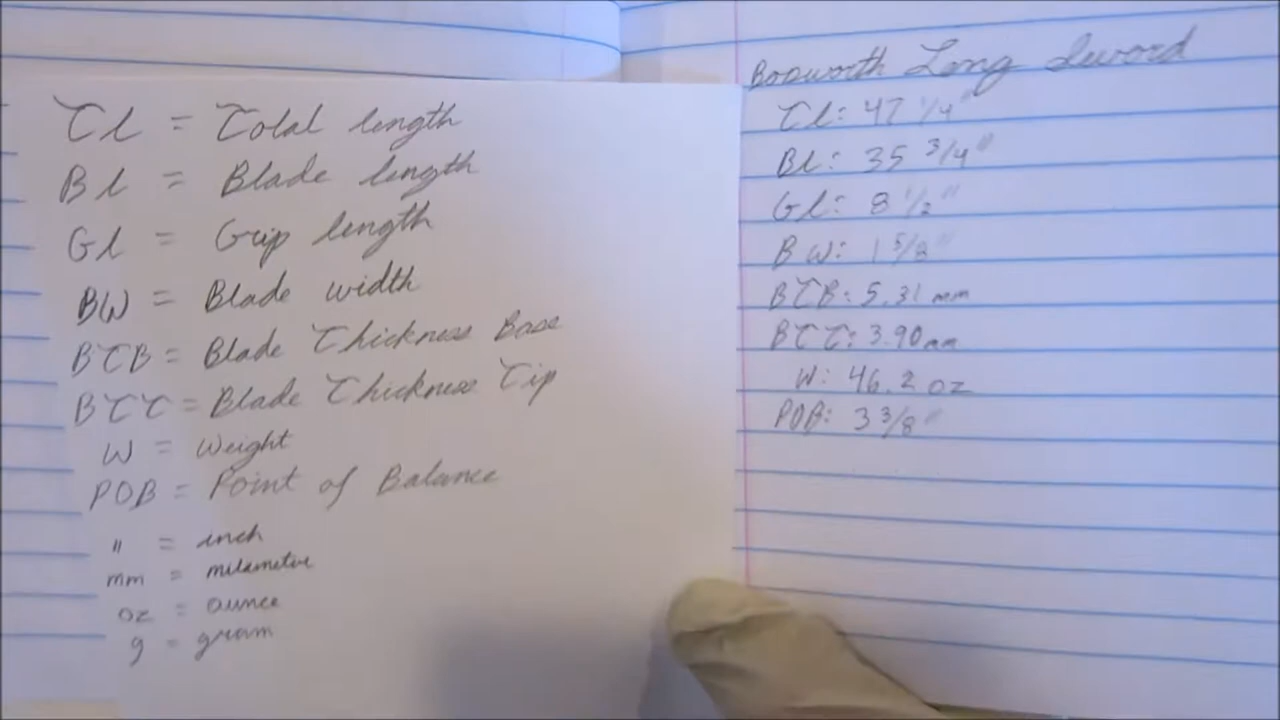 Tl = Total length
Bl = Blade length
Gl = Grip length
BW = Blade width
BTB = Blade Thickness Base
BTT = Blade Thickness Tip
W = Weight
POB = Point of Balance
" = inch
mm = milameter
oz = ounce
g = gram
Bosworth Long Sword
Tl: 47 1/4"
Bl: 35 3/4"
Gl: 8 1/2"
BW: 1 5/8"
BTB: 5.31 mm
BTT: 3.90mm
W: 46.2 oz
POB: 3 3/8"